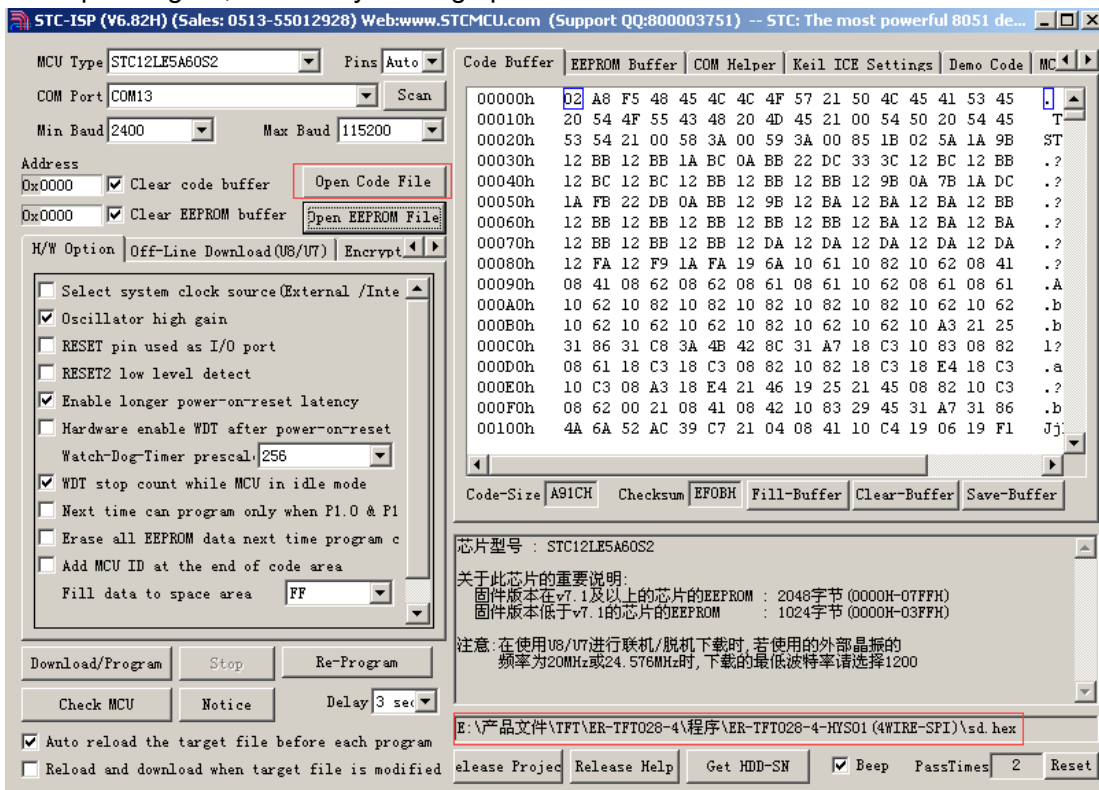 STC-ISP (V6.82H) (Sales: 0513-55012928) Web:www.STCMCU.com (Support QQ:800003751) -- STC: The most powerful 8051 de...
MCU Type STC12LE5A60S2 Pins Auto
COM Port COM13 Scan
Min Baud 2400 Max Baud 115200
Address
0x0000 Clear code buffer Open Code File
0x0000 Clear EEPROM buffer Open EEPROM File
H/W Option Off-Line Download(U8/U7) Encrypt
Select system clock source(External /Inte
Oscillator high gain
RESET pin used as I/O port
RESET2 low level detect
Enable longer power-on-reset latency
Hardware enable WDT after power-on-reset
Watch-Dog-Timer prescal 256
WDT stop count while MCU in idle mode
Next time can program only when P1.0 & P1
Erase all EEPROM data next time program c
Add MCU ID at the end of code area
Fill data to space area FF
Download/Program Stop Re-Program
Check MCU Notice Delay 3 sec
Auto reload the target file before each program
Reload and download when target file is modified
Code Buffer EEPROM Buffer COM Helper Keil ICE Settings Demo Code MC
00000h 02 A8 F5 48 45 4C 4C 4F 57 21 50 4C 45 41 53 45 .
00010h 20 54 4F 55 43 48 20 4D 45 21 00 54 50 20 54 45 T
00020h 53 54 21 00 58 3A 00 59 3A 00 85 1B 02 5A 1A 9B ST
00030h 12 BB 12 BB 1A BC 0A BB 22 DC 33 3C 12 BC 12 BB .?
00040h 12 BC 12 BC 12 BB 12 BB 12 BB 12 9B 0A 7B 1A DC .?
00050h 1A FB 22 DB 0A BB 12 9B 12 BA 12 BA 12 BA 12 BB .?
00060h 12 BB 12 BB 12 BB 12 BB 12 BB 12 BA 12 BA 12 BA .?
00070h 12 BB 12 BB 12 BB 12 DA 12 DA 12 DA 12 DA 12 DA .?
00080h 12 FA 12 F9 1A FA 19 6A 10 61 10 82 10 62 08 41 .?
00090h 08 41 08 62 08 62 08 61 08 61 10 62 08 61 08 61 .A
000A0h 10 62 10 82 10 82 10 82 10 82 10 82 10 62 10 62 .b
000B0h 10 62 10 62 10 62 10 82 10 62 10 62 10 A3 21 25 .b
000C0h 31 86 31 C8 3A 4B 42 8C 31 A7 18 C3 10 83 08 82 1?
000D0h 08 61 18 C3 18 C3 08 82 10 82 18 C3 18 E4 18 C3 .a
000E0h 10 C3 08 A3 18 E4 21 46 19 25 21 45 08 82 10 C3 .?
000F0h 08 62 00 21 08 41 08 42 10 83 29 45 31 A7 31 86 .b
00100h 4A 6A 52 AC 39 C7 21 04 08 41 10 C4 19 06 19 F1 Jj
Code-Size A91CH Checksum EF0BH Fill-Buffer Clear-Buffer Save-Buffer
芯片型号 : STC12LE5A60S2
关于此芯片的重要说明:
固件版本在v7.1及以上的芯片的EEPROM : 2048字节(0000H-07FFH)
固件版本低于v7.1的芯片的EEPROM : 1024字节(0000H-03FFH)
注意:在使用U8/U7进行联机/脱机下载时,若使用的外部晶振的
频率为20MHz或24.576MHz时,下载的最低波特率请选择1200
E:\产品文件\TFT\ER-TFT028-4\程序\ER-TFT028-4-HYS01(4WIRE-SPI)\sd.hex
elease Projec Release Help Get HDD-SN Beep PassTimes 2 Reset